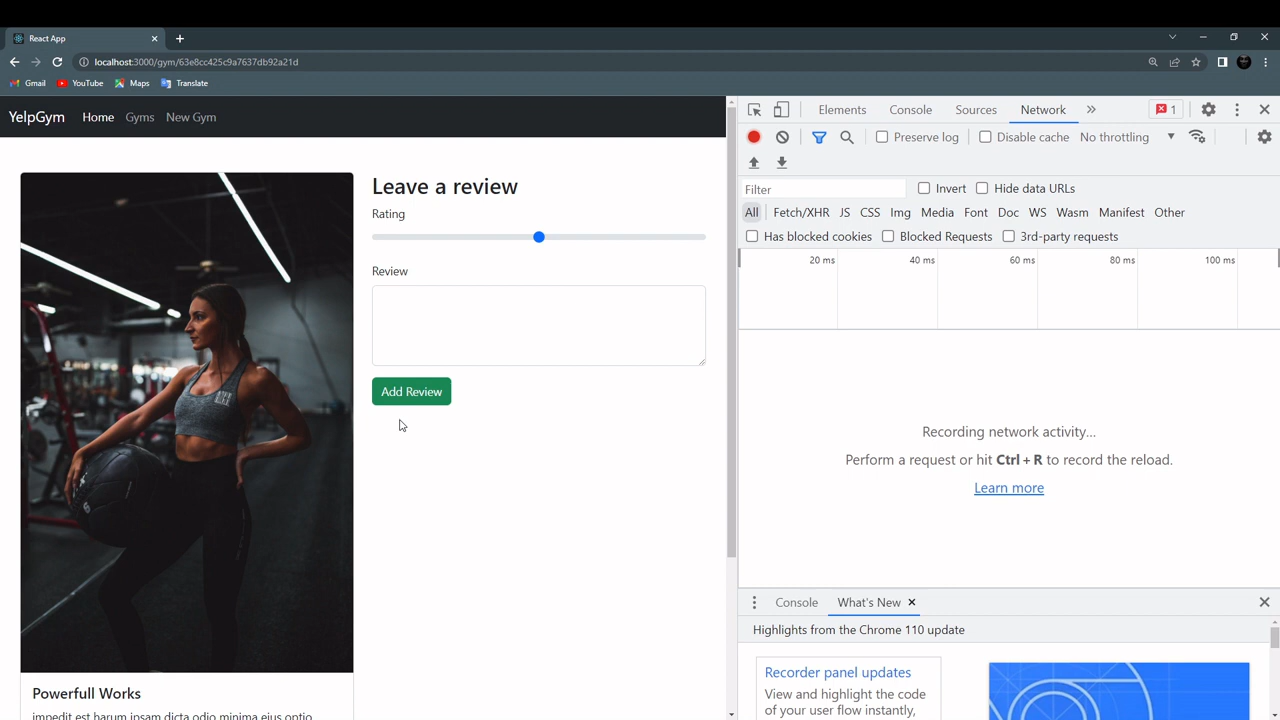 React App
localhost:3000/gym/63e8cc425c9a7637db92a21d
Gmail YouTube Maps Translate
YelpGym Home Gyms New Gym
Leave a review
Rating
Review
Add Review
Powerfull Works
impedit est harum ipsam dicta odio minima eius optio
Elements Console Sources Network » 1
Preserve log Disable cache No throttling
Filter Invert Hide data URLs
All Fetch/XHR JS CSS Img Media Font Doc WS Wasm Manifest Other
Has blocked cookies Blocked Requests 3rd-party requests
20 ms 40 ms 60 ms 80 ms 100 ms
Recording network activity…
Perform a request or hit Ctrl + R to record the reload.
Learn more
Console What's New
Highlights from the Chrome 110 update
Recorder panel updates
View and highlight the code
of your user flow instantly,